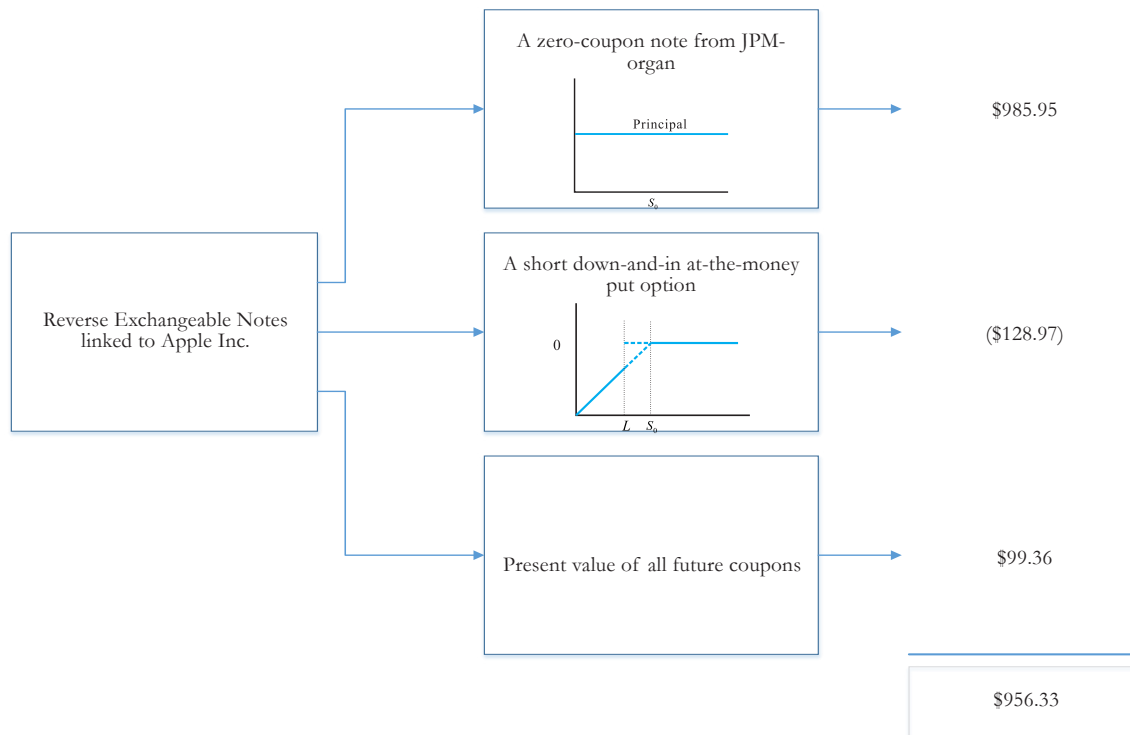 A zero-coupon note from JPM-
organ
Principal
S₀
$985.95
Reverse Exchangeable Notes
linked to Apple Inc.
A short down-and-in at-the-money
put option
0
L S₀
($128.97)
Present value of all future coupons
$99.36
$956.33